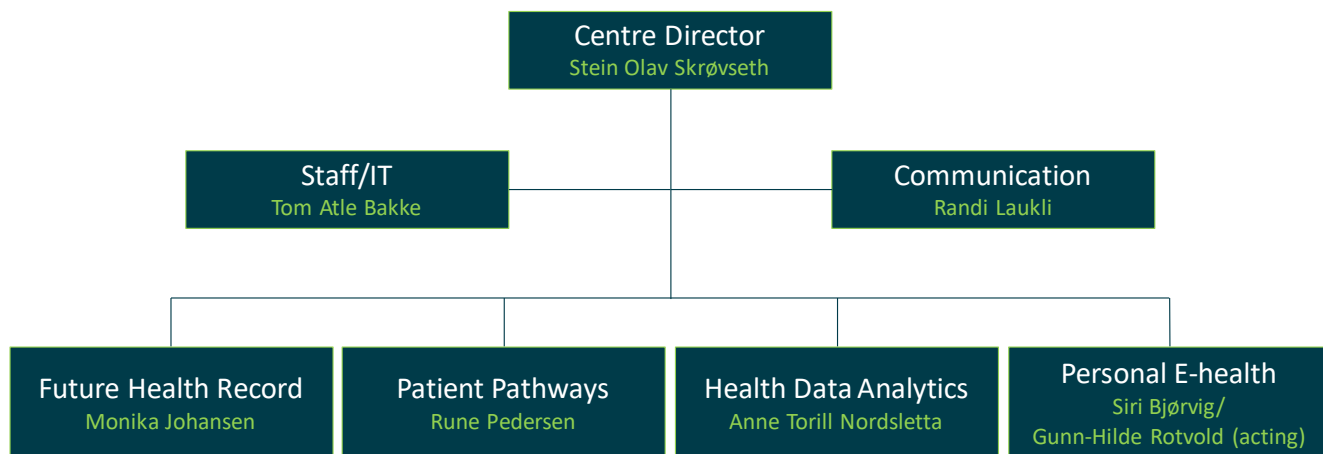 Centre Director
Stein Olav Skrøvseth
Staff/IT
Tom Atle Bakke
Communication
Randi Laukli
Future Health Record
Monika Johansen
Patient Pathways
Rune Pedersen
Health Data Analytics
Anne Torill Nordsletta
Personal E-health
Siri Bjørvig/
Gunn-Hilde Rotvold (acting)